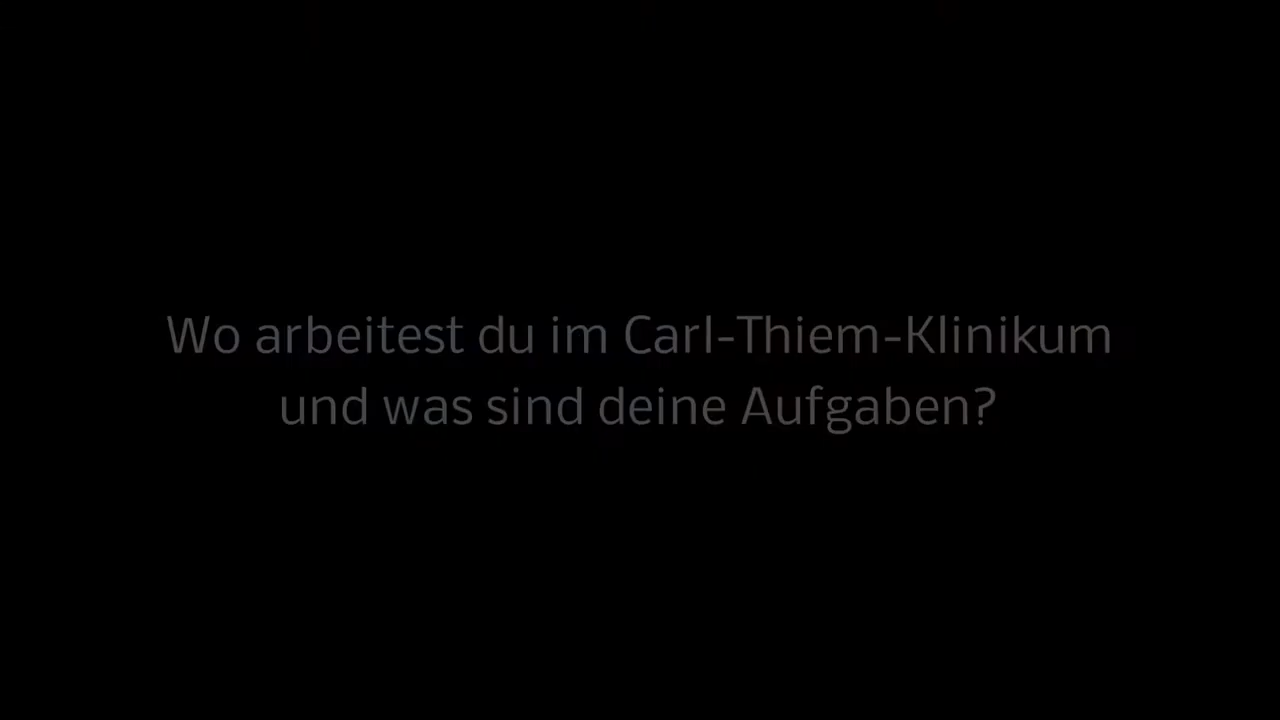 Wo arbeitest du im Carl-Thiem-Klinikum
und was sind deine Aufgaben?